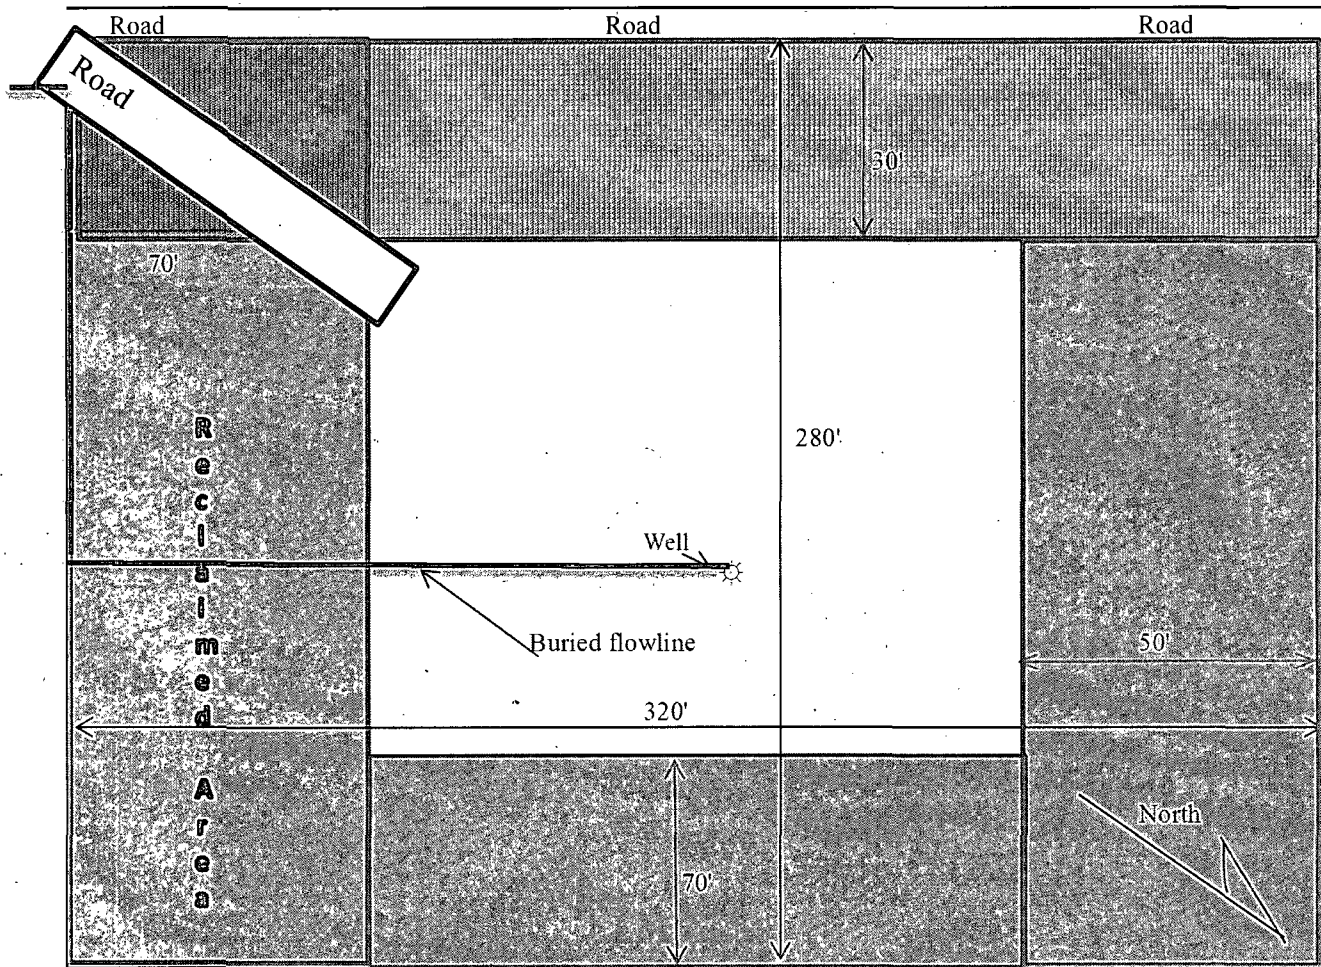 Road Road Road
Road
30'
70'
280'
Well
Buried flowline
50'
320'
Reclaimed Area
70'
North